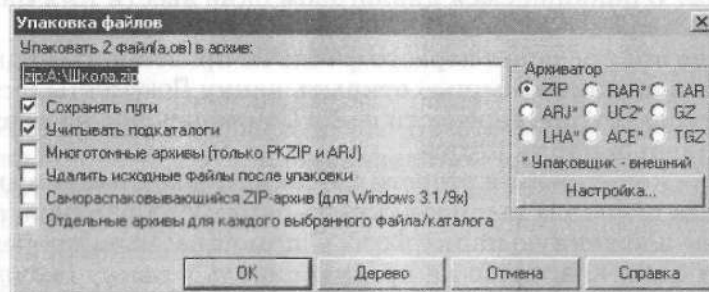 Упаковка файлов
Упаковать 2 файл(а,ов) в архив:
zip:A:\Школа.zip
Сохранять пути
Учитывать подкаталоги
Многотомные архивы (только PKZIP и ARJ)
Удалить исходные файлы после упаковки
Самораспаковывающийся ZIP-архив (для Windows 3.1/9x)
Отдельные архивы для каждого выбранного файла/каталога
Архиватор
ZIP RAR* TAR
ARJ* UC2* GZ
LHA* ACE* TGZ
* Упаковщик - внешний
Настройка...
OK Дерево Отмена Справка